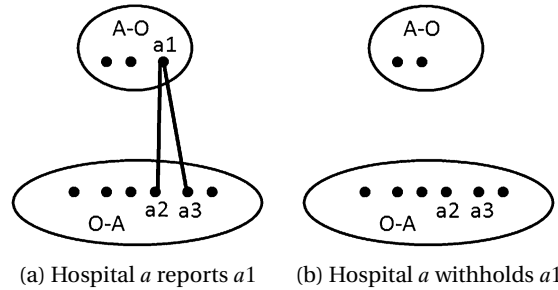 A-O
a1
a2
a3
O-A
(a) Hospital a reports a1
A-O
a2
a3
O-A
(b) Hospital a withholds a1